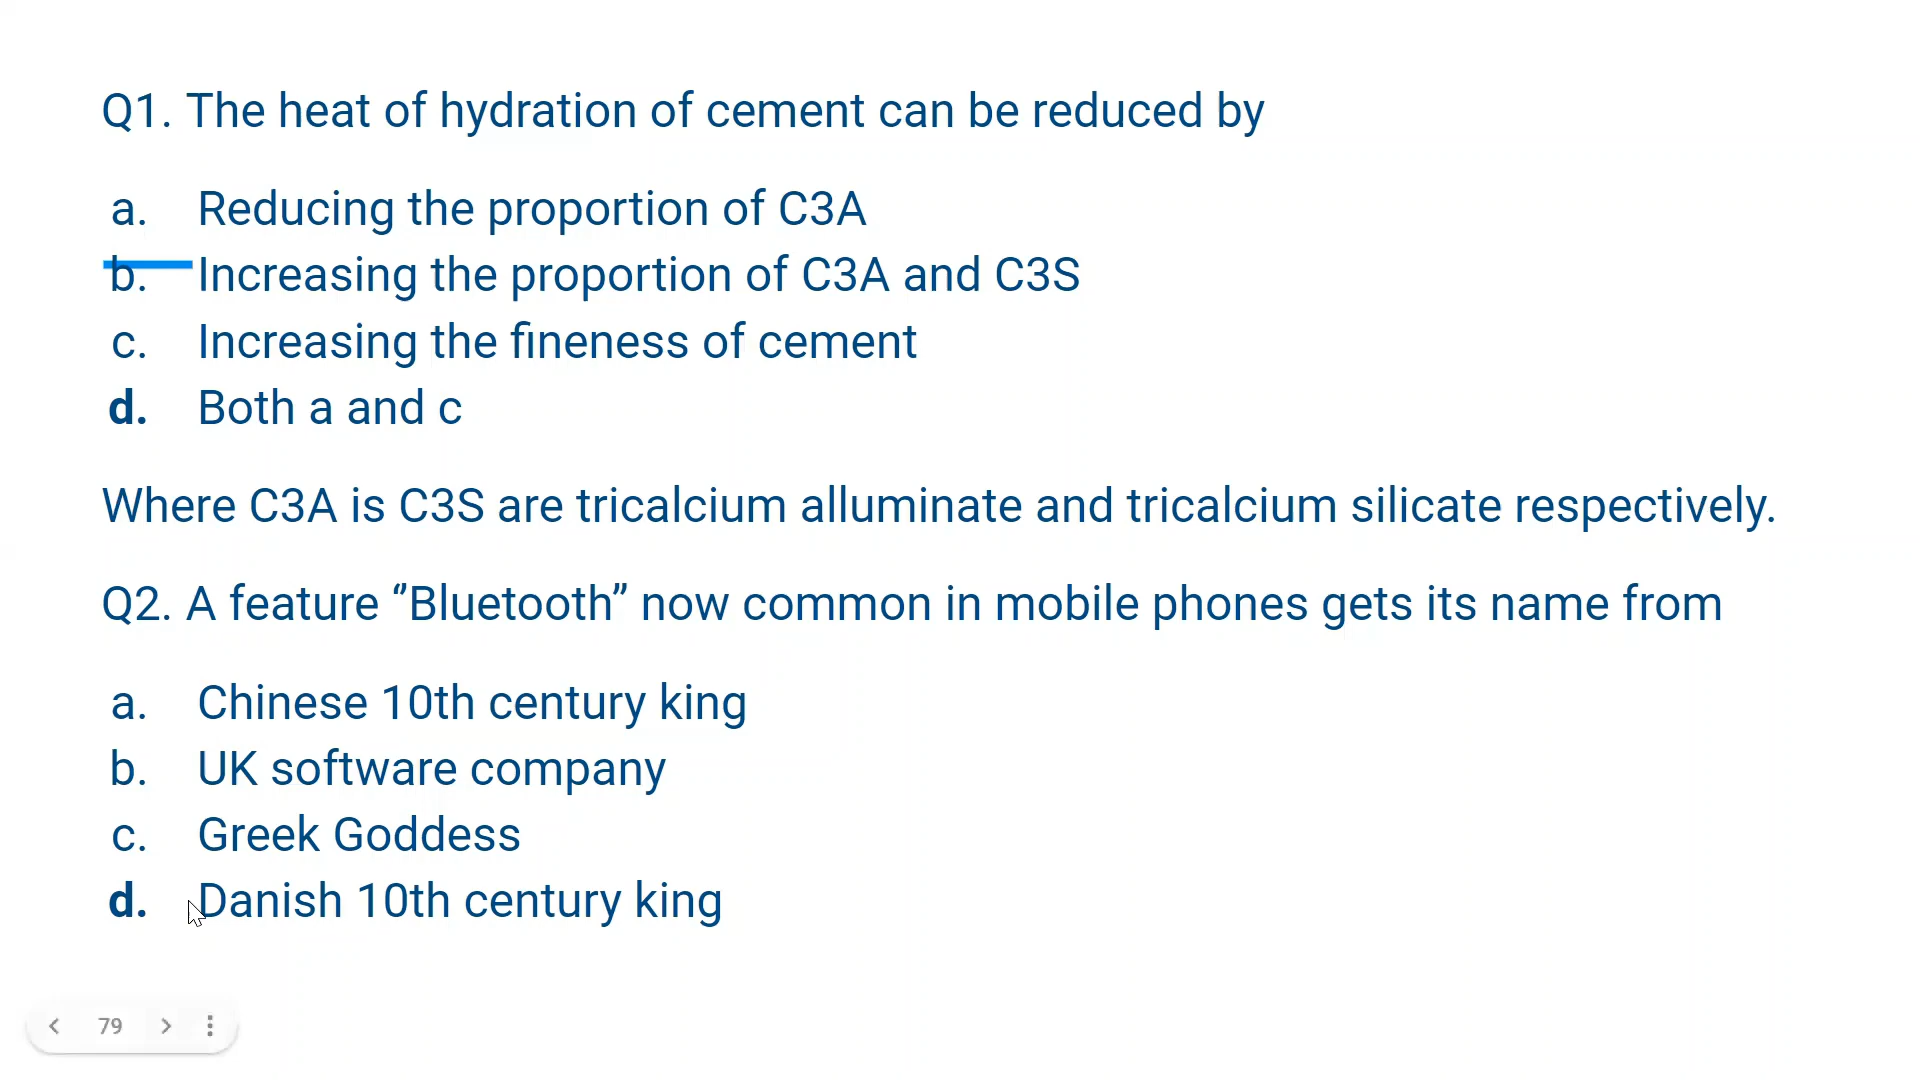 Q1. The heat of hydration of cement can be reduced by
a. Reducing the proportion of C3A
b. Increasing the proportion of C3A and C3S
c. Increasing the fineness of cement
d. Both a and c
Where C3A is C3S are tricalcium alluminate and tricalcium silicate respectively.
Q2. A feature “Bluetooth” now common in mobile phones gets its name from
a. Chinese 10th century king
b. UK software company
c. Greek Goddess
d. Danish 10th century king
79